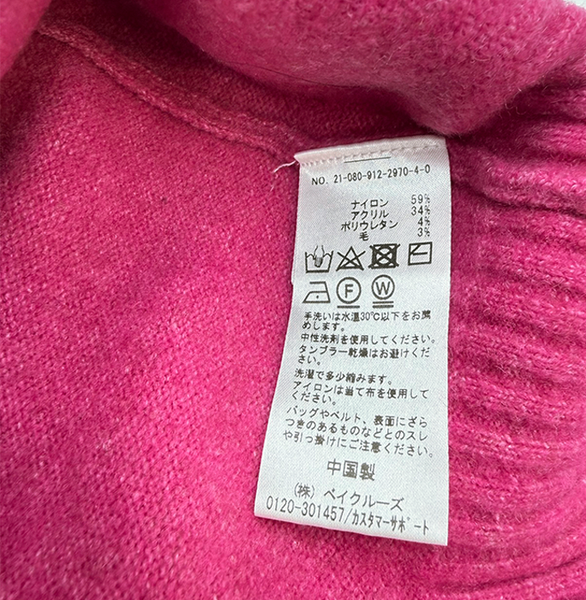 NO. 21-080-912-2970-4-0
ナイロン 59%
アクリル 34%
ポリウレタン 4%
毛 3%
F W
手洗いは水温30℃以下をお薦
めします。
中性洗剤を使用してください。
タンブラー乾燥はお避けくだ
さい。
洗濯で多少縮みます。
アイロンは当て布を使用して
ください。
バッグやベルト、表面にざら
つきのあるものなどとのスレ
や引っ掛けにご注意ください。
中国製
(株) ベイクルーズ
0120-301457/カスタマーサポート